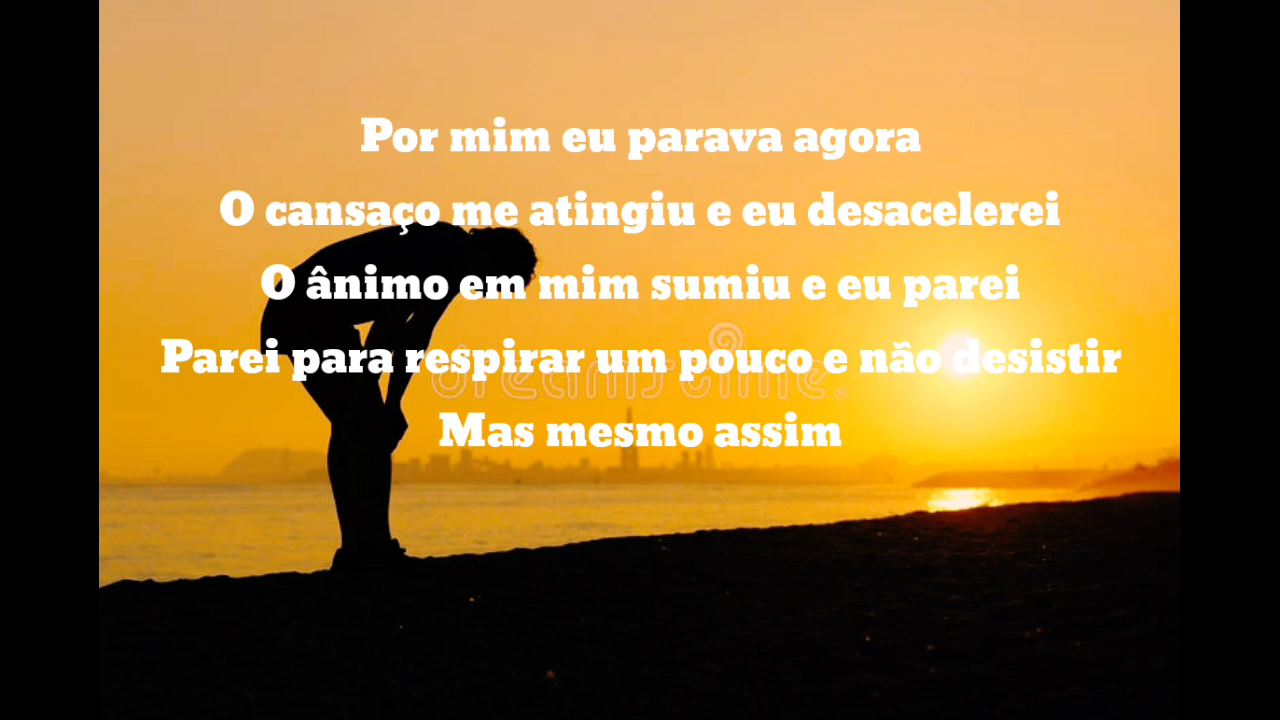 Por mim eu parava agora
O cansaço me atingiu e eu desacelerei
O ânimo em mim sumiu e eu parei
Parei para respirar um pouco e não desistir
dreamstime.
Mas mesmo assim